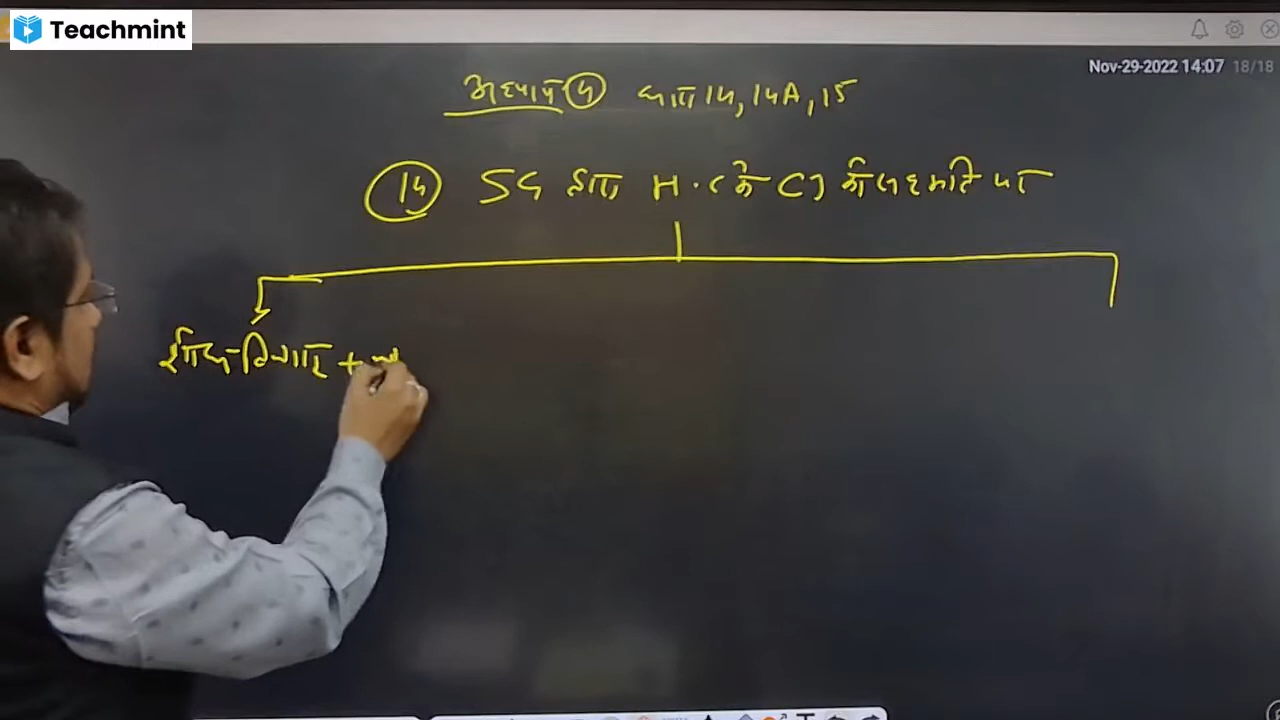 Teachmint
Nov-29-2022 14:07 18/18
अध्याय (4) धारा 14, 14A, 15
(14) SG द्वारा H.C के CJ की सहमति पर